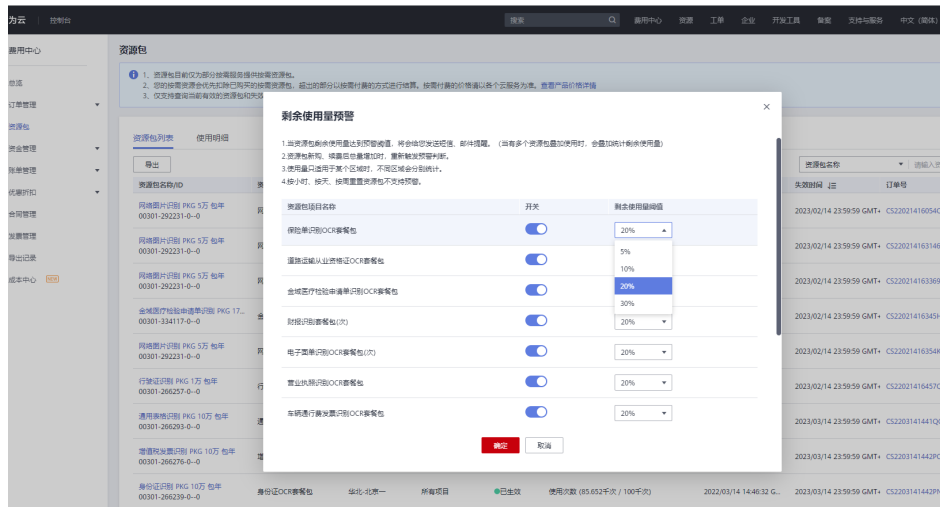 为云 控制台 搜索 费用中心 资源 工单 企业 开发工具 备案 支持与服务 中文 (简体)
费用中心
总览
订单管理
资源包
资金管理
账单管理
优惠折扣
合同管理
发票管理
导出记录
成本中心
资源包
1、资源包目前仅为部分按需服务提供按需资源包。
2、您的按需资源会优先扣除已购买的按需资源包，超出的部分以按需付费的方式进行结算。按需付费的价格请以各个云服务为准。查看产品价格详情
3、仅支持查询当前有效的资源包和失效
资源包列表 使用明细
导出 资源包名称
资源包名称/ID 失效时间 订单号
网络图片识别 PKG 5万 包年
00301-292231-0--0 2023/02/14 23:59:59 GMT+ CS22021416054C
网络图片识别 PKG 5万 包年
00301-292231-0--0 2023/02/14 23:59:59 GMT+ CS22021416314
网络图片识别 PKG 5万 包年
00301-292231-0--0 2023/02/14 23:59:59 GMT+ CS22021416336
金域医疗检验申请单识别 PKG 17...
00301-334117-0--0 2023/02/14 23:59:59 GMT+ CS22021416345
网络图片识别 PKG 5万 包年
00301-292231-0--0 2023/02/14 23:59:59 GMT+ CS22021416354
行驶证识别 PKG 1万 包年
00301-266257-0--0 2023/02/14 23:59:59 GMT+ CS22021416457
通用表格识别 PKG 10万 包年
00301-266293-0--0 2023/03/14 23:59:59 GMT+ CS2203141441
增值税发票识别 PKG 10万 包年
00301-266276-0--0 2023/03/14 23:59:59 GMT+ CS2203141442
身份证识别 PKG 10万 包年
00301-266239-0--0 身份证OCR套餐包 华北-北京一 所有项目 已生效 使用次数 (85.652千次 / 100千次) 2022/03/14 14:46:32 G... 2023/03/14 23:59:59 GMT+ CS2203141442
剩余使用量预警
1.当资源包剩余使用量达到预警阈值，将会给您发送短信、邮件提醒。（当有多个资源包叠加使用时，会叠加统计剩余使用量）
2.资源包新购、续费后总量增加时，重新触发预警判断。
3.使用量只适用于某个区域时，不同区域会分别统计。
4.按小时、按天、按周重置资源包不支持预警。
资源包项目名称 开关 剩余使用量阈值
保险单识别OCR套餐包 20%
5%
10%
20%
30%
道路运输从业资格证OCR套餐包
金域医疗检验申请单识别OCR套餐包
财报识别套餐包(次) 20%
电子面单识别OCR套餐包(次) 20%
营业执照识别OCR套餐包 20%
车辆通行费发票识别OCR套餐包 20%
确定 取消